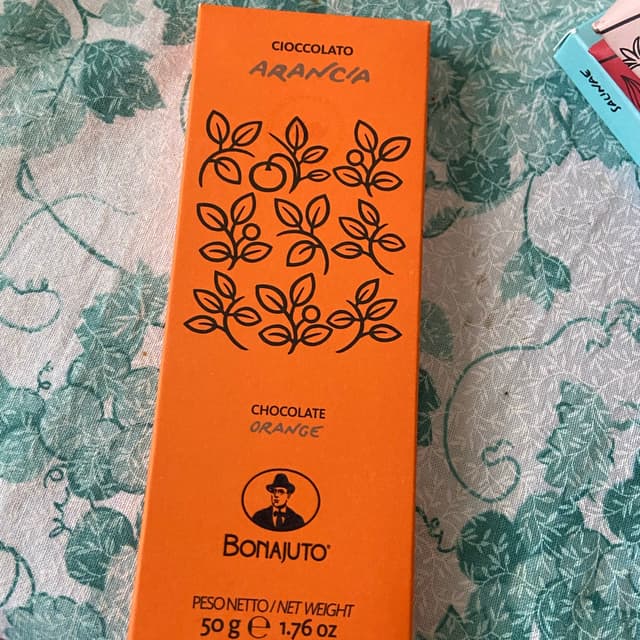 CIOCCOLATO
ARANCIA
CHOCOLATE
ORANGE
BONAJUTO®
PESO NETTO / NET WEIGHT
50 g e 1.76 oz